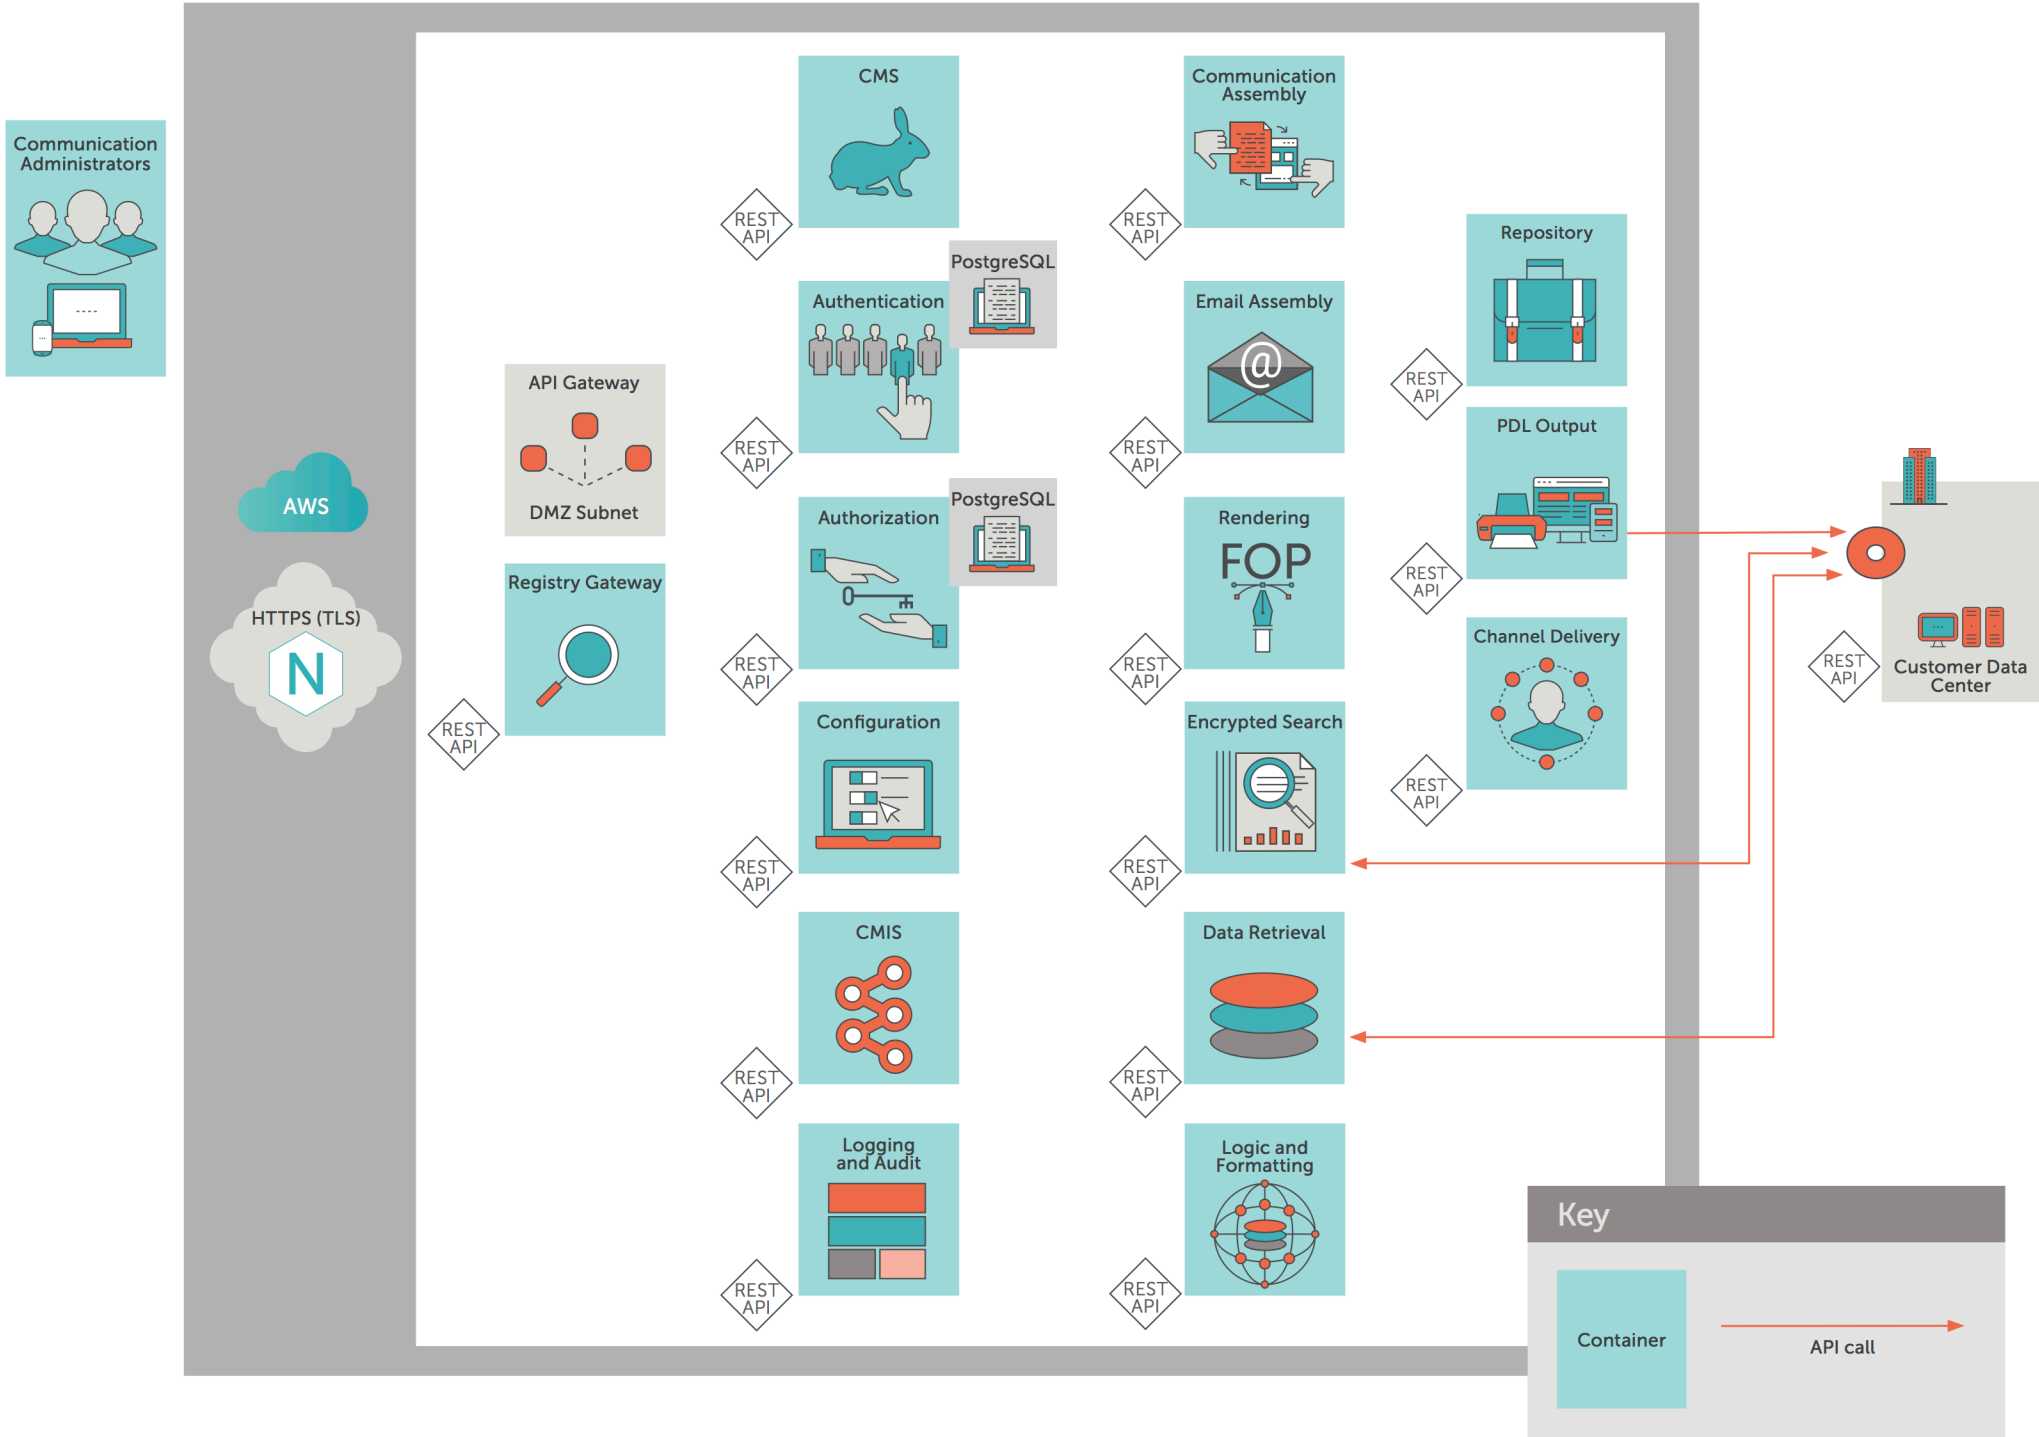 Communication
Administrators
AWS
HTTPS (TLS)
N
API Gateway
DMZ Subnet
Registry Gateway
REST
API
CMS
REST
API
Authentication
PostgreSQL
REST
API
Authorization
PostgreSQL
REST
API
Configuration
REST
API
CMIS
REST
API
Logging
and Audit
REST
API
Communication
Assembly
REST
API
Email Assembly
@
REST
API
Rendering
FOP
REST
API
Encrypted Search
REST
API
Data Retrieval
REST
API
Logic and
Formatting
REST
API
Repository
REST
API
PDL Output
REST
API
Channel Delivery
REST
API
REST
API
Customer Data
Center
Key
Container
API call